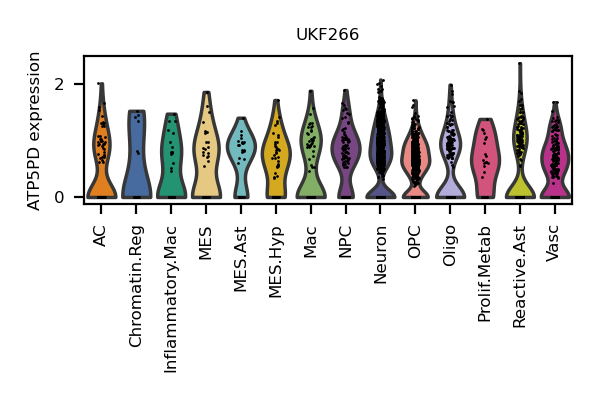 UKF266
ATP5PD expression
2
0
AC
Chromatin.Reg
Inflammatory.Mac
MES
MES.Ast
MES.Hyp
Mac
NPC
Neuron
OPC
Oligo
Prolif.Metab
Reactive.Ast
Vasc